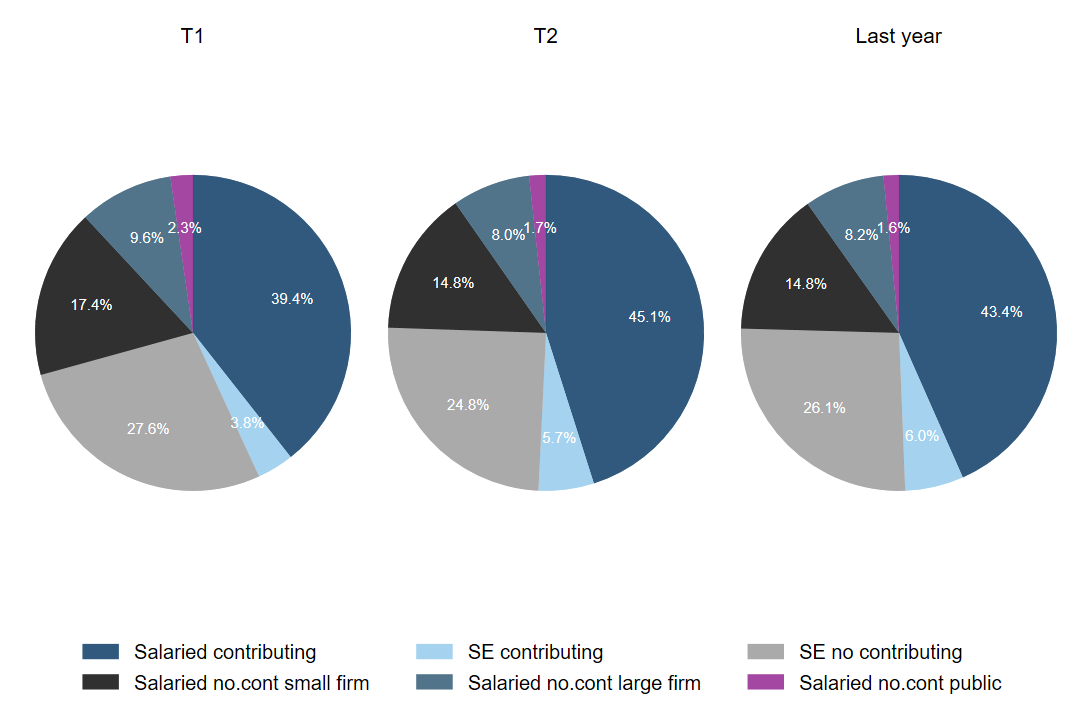 T1 T2 Last year
2.3% 1.7% 1.6%
9.6% 8.0% 8.2%
17.4% 39.4% 14.8% 45.1% 14.8% 43.4%
27.6% 3.8% 24.8% 5.7% 26.1% 6.0%
Salaried contributing SE contributing SE no contributing
Salaried no.cont small firm Salaried no.cont large firm Salaried no.cont public